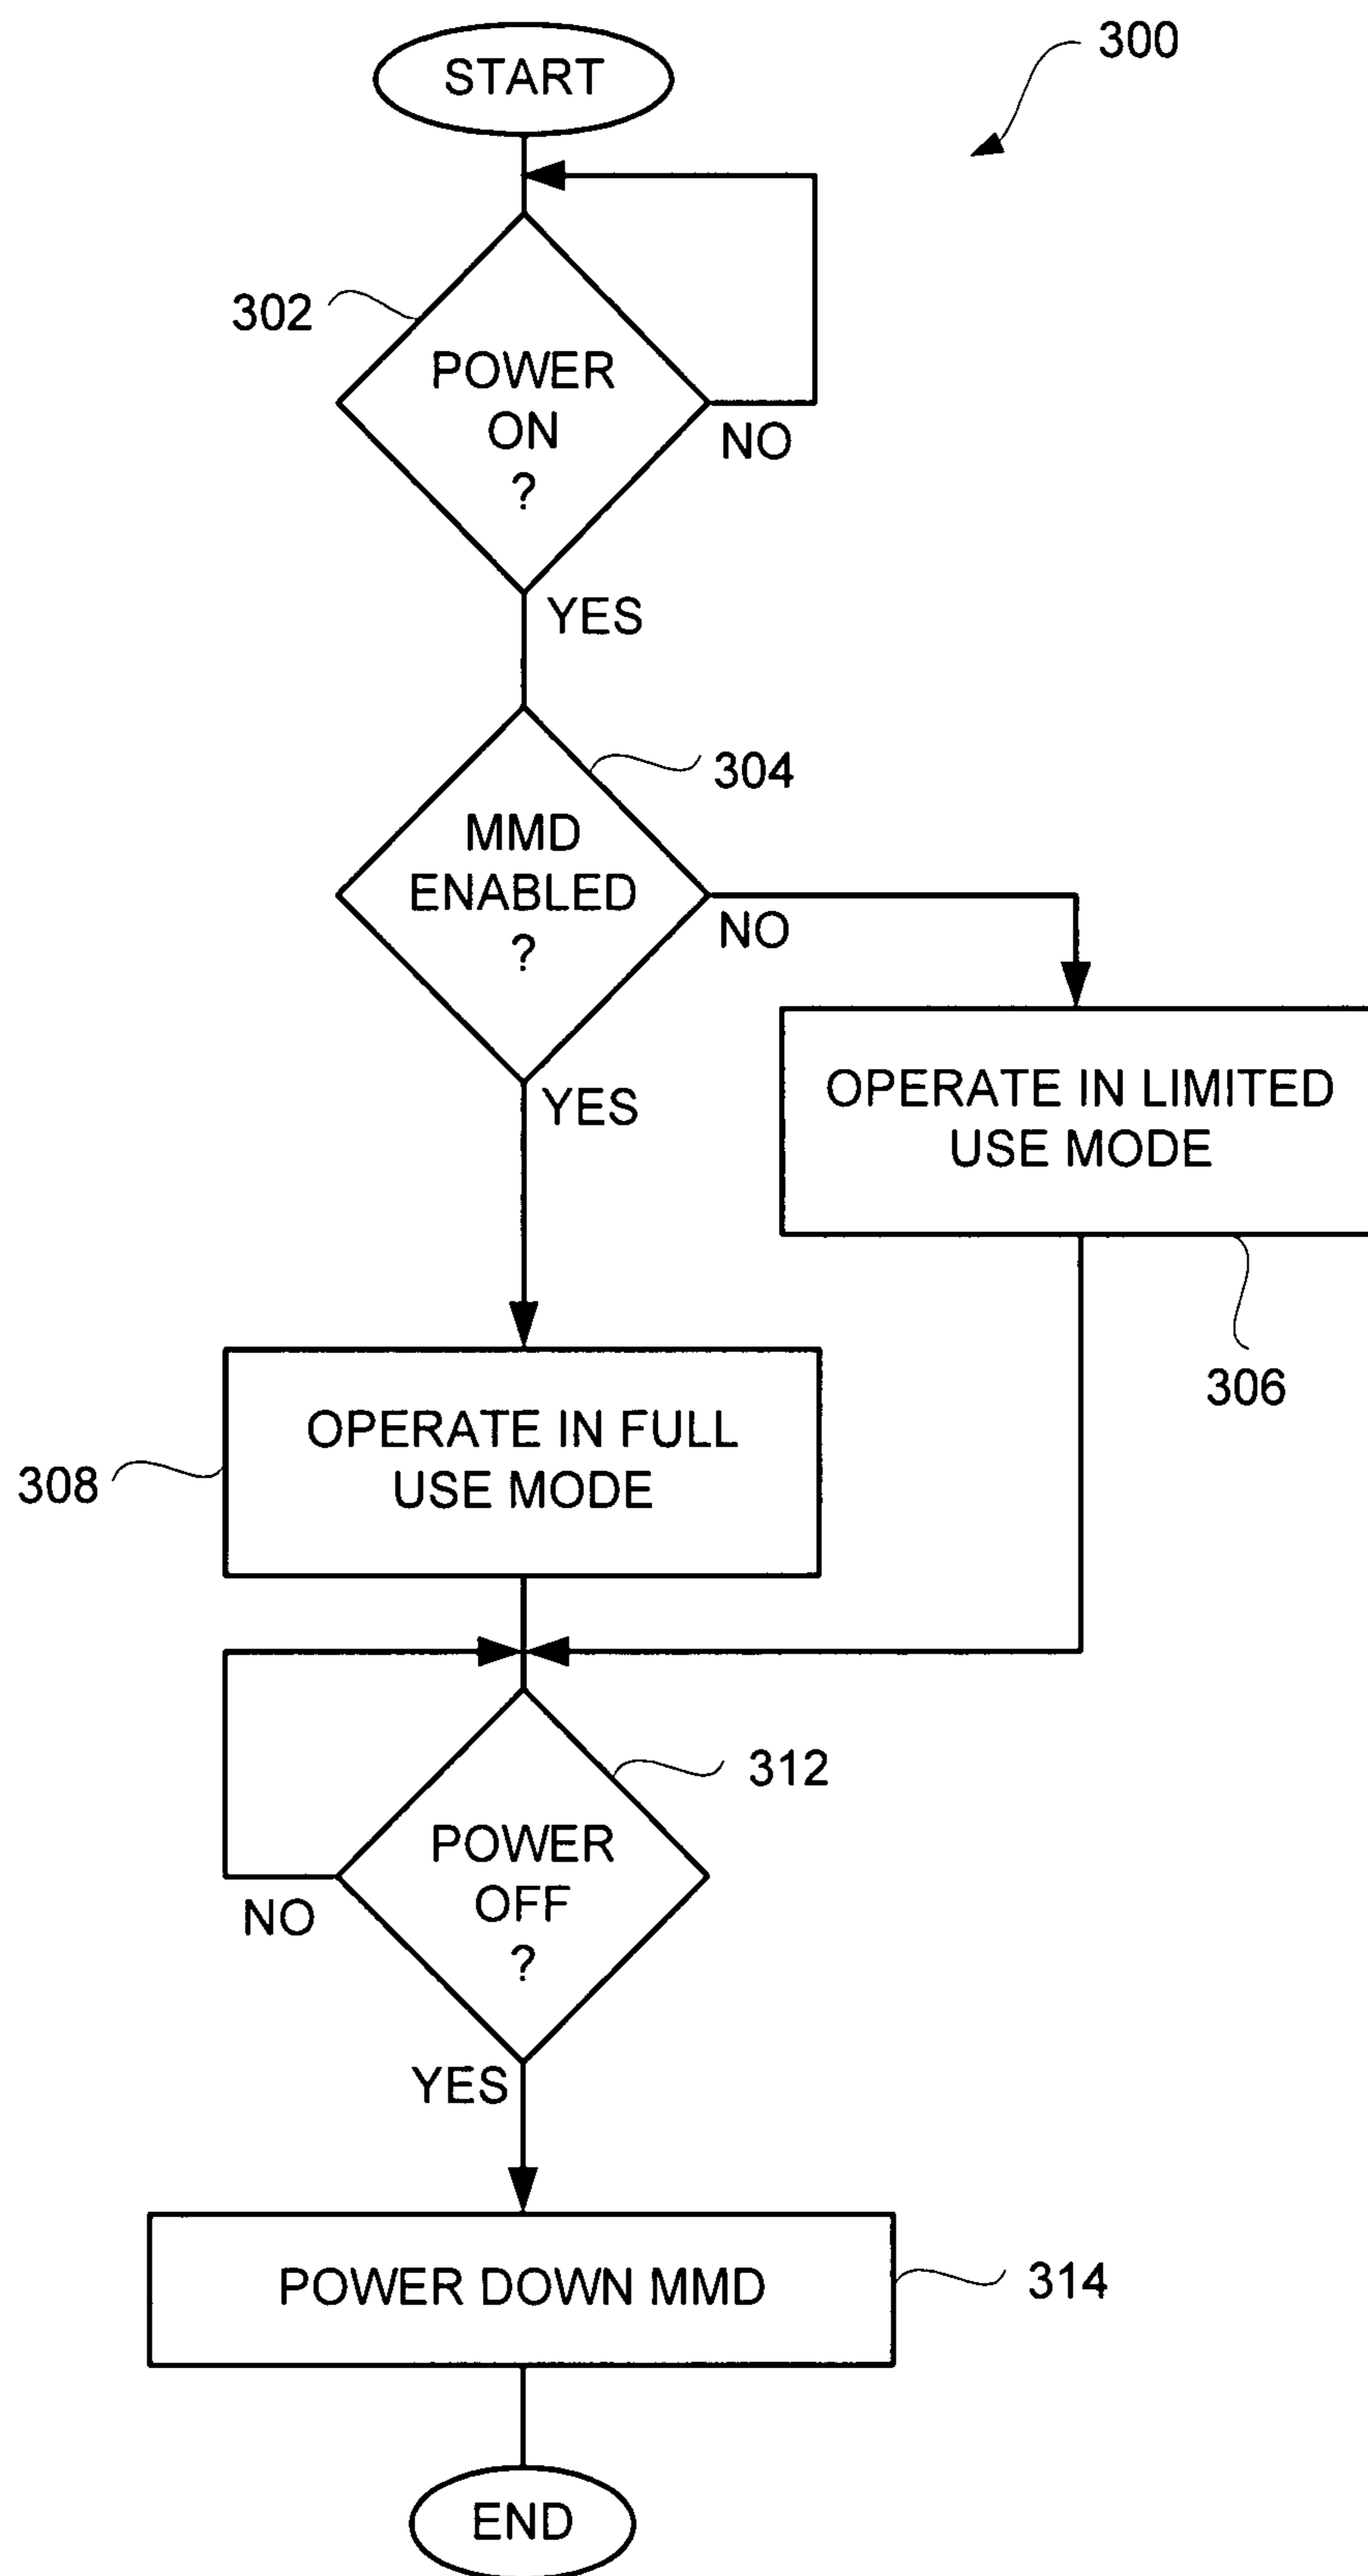 START
300
302
POWER
ON
?
NO
YES
304
MMD
ENABLED
?
NO
YES
OPERATE IN LIMITED
USE MODE
306
OPERATE IN FULL
USE MODE
308
312
POWER
OFF
?
NO
YES
POWER DOWN MMD
314
END